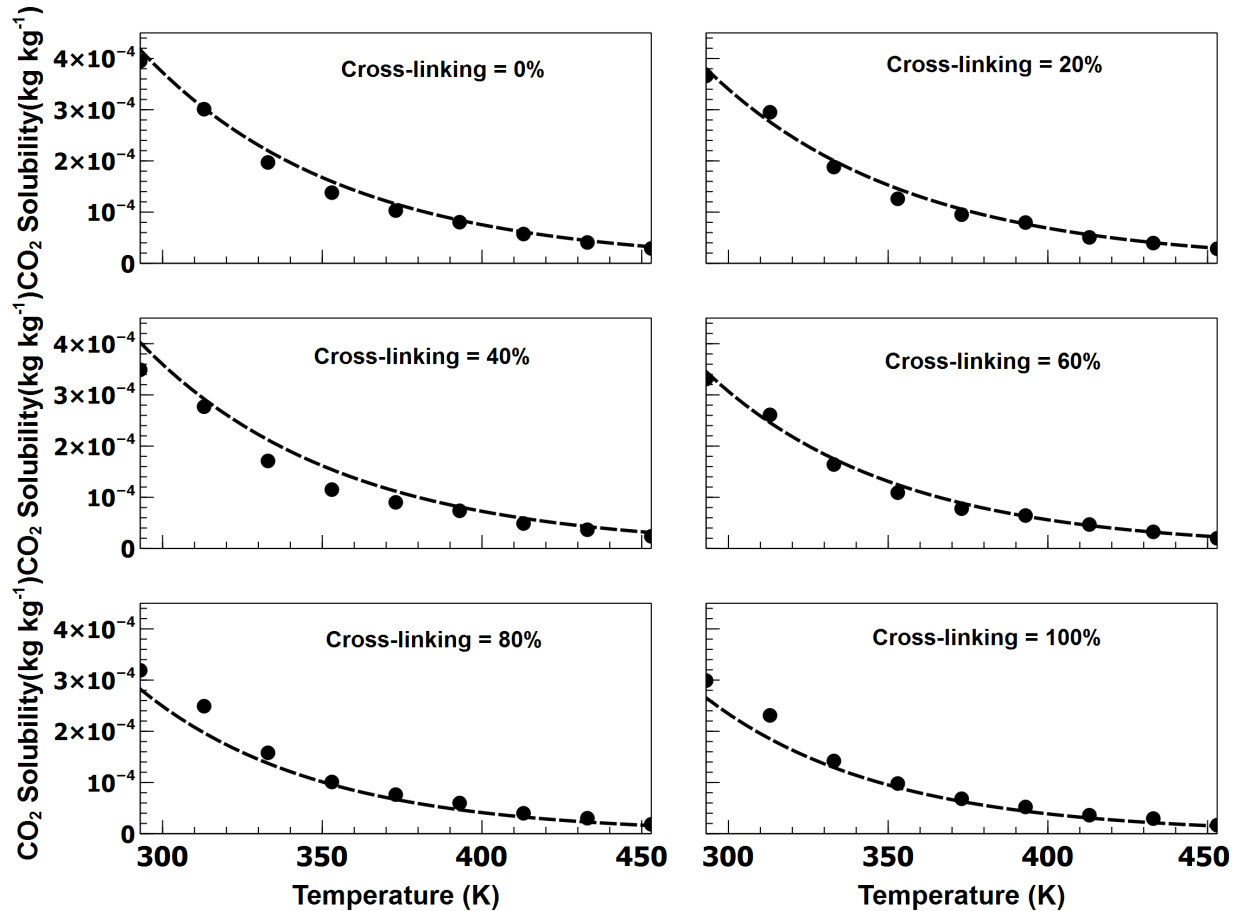 CO₂ Solubility(kg kg⁻¹)
4×10⁻⁴
3×10⁻⁴
2×10⁻⁴
10⁻⁴
0
Cross-linking = 0%
Cross-linking = 20%
CO₂ Solubility(kg kg⁻¹)
4×10⁻⁴
3×10⁻⁴
2×10⁻⁴
10⁻⁴
0
Cross-linking = 40%
Cross-linking = 60%
CO₂ Solubility(kg kg⁻¹)
4×10⁻⁴
3×10⁻⁴
2×10⁻⁴
10⁻⁴
0
Cross-linking = 80%
Cross-linking = 100%
300 350 400 450
300 350 400 450
Temperature (K)
Temperature (K)